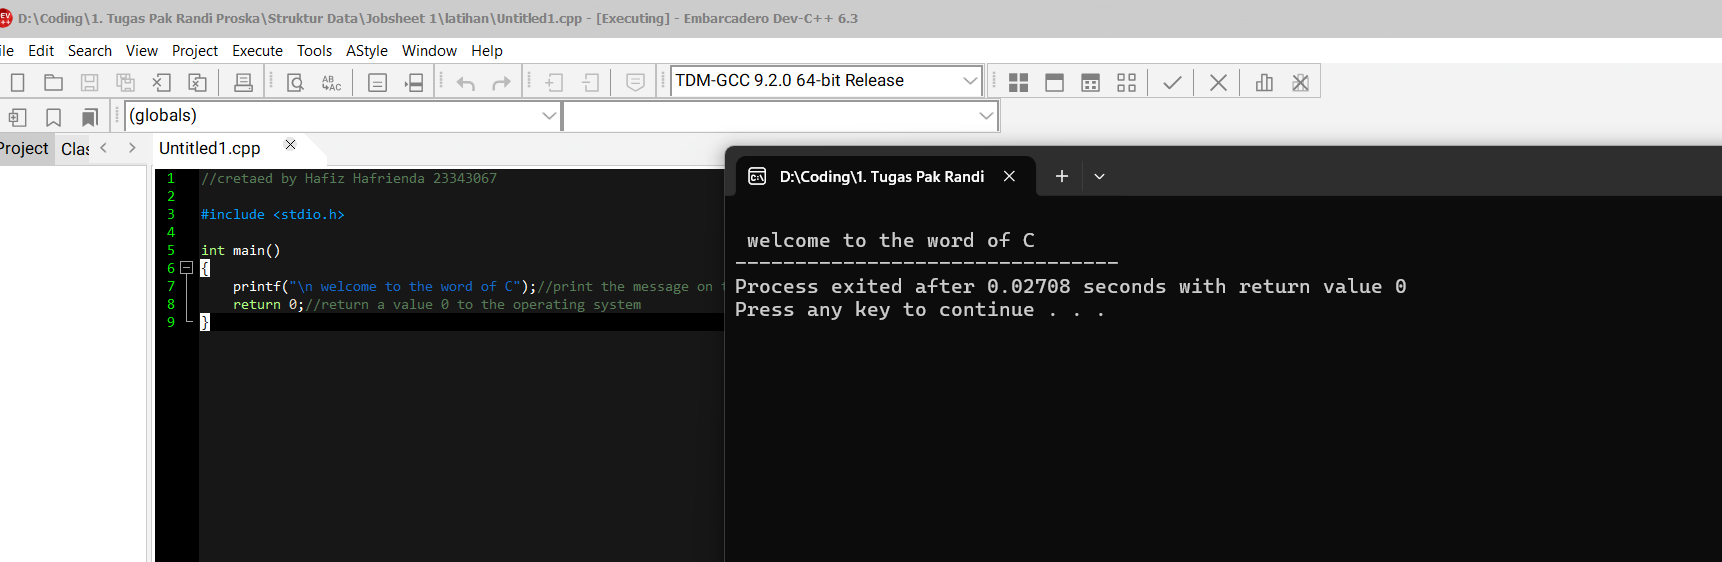 D:\Coding\1. Tugas Pak Randi Proska\Struktur Data\Jobsheet 1\latihan\Untitled1.cpp - [Executing] - Embarcadero Dev-C++ 6.3
ile Edit Search View Project Execute Tools AStyle Window Help
TDM-GCC 9.2.0 64-bit Release
(globals)
Project Clas Untitled1.cpp
1 //cretaed by Hafiz Hafrienda 23343067
2
3 #include <stdio.h>
4
5 int main()
6 {
7 printf("\n welcome to the word of C");//print the message on t
8 return 0;//return a value 0 to the operating system
9 }
D:\Coding\1. Tugas Pak Randi
welcome to the word of C
--------------------------------
Process exited after 0.02708 seconds with return value 0
Press any key to continue . . .